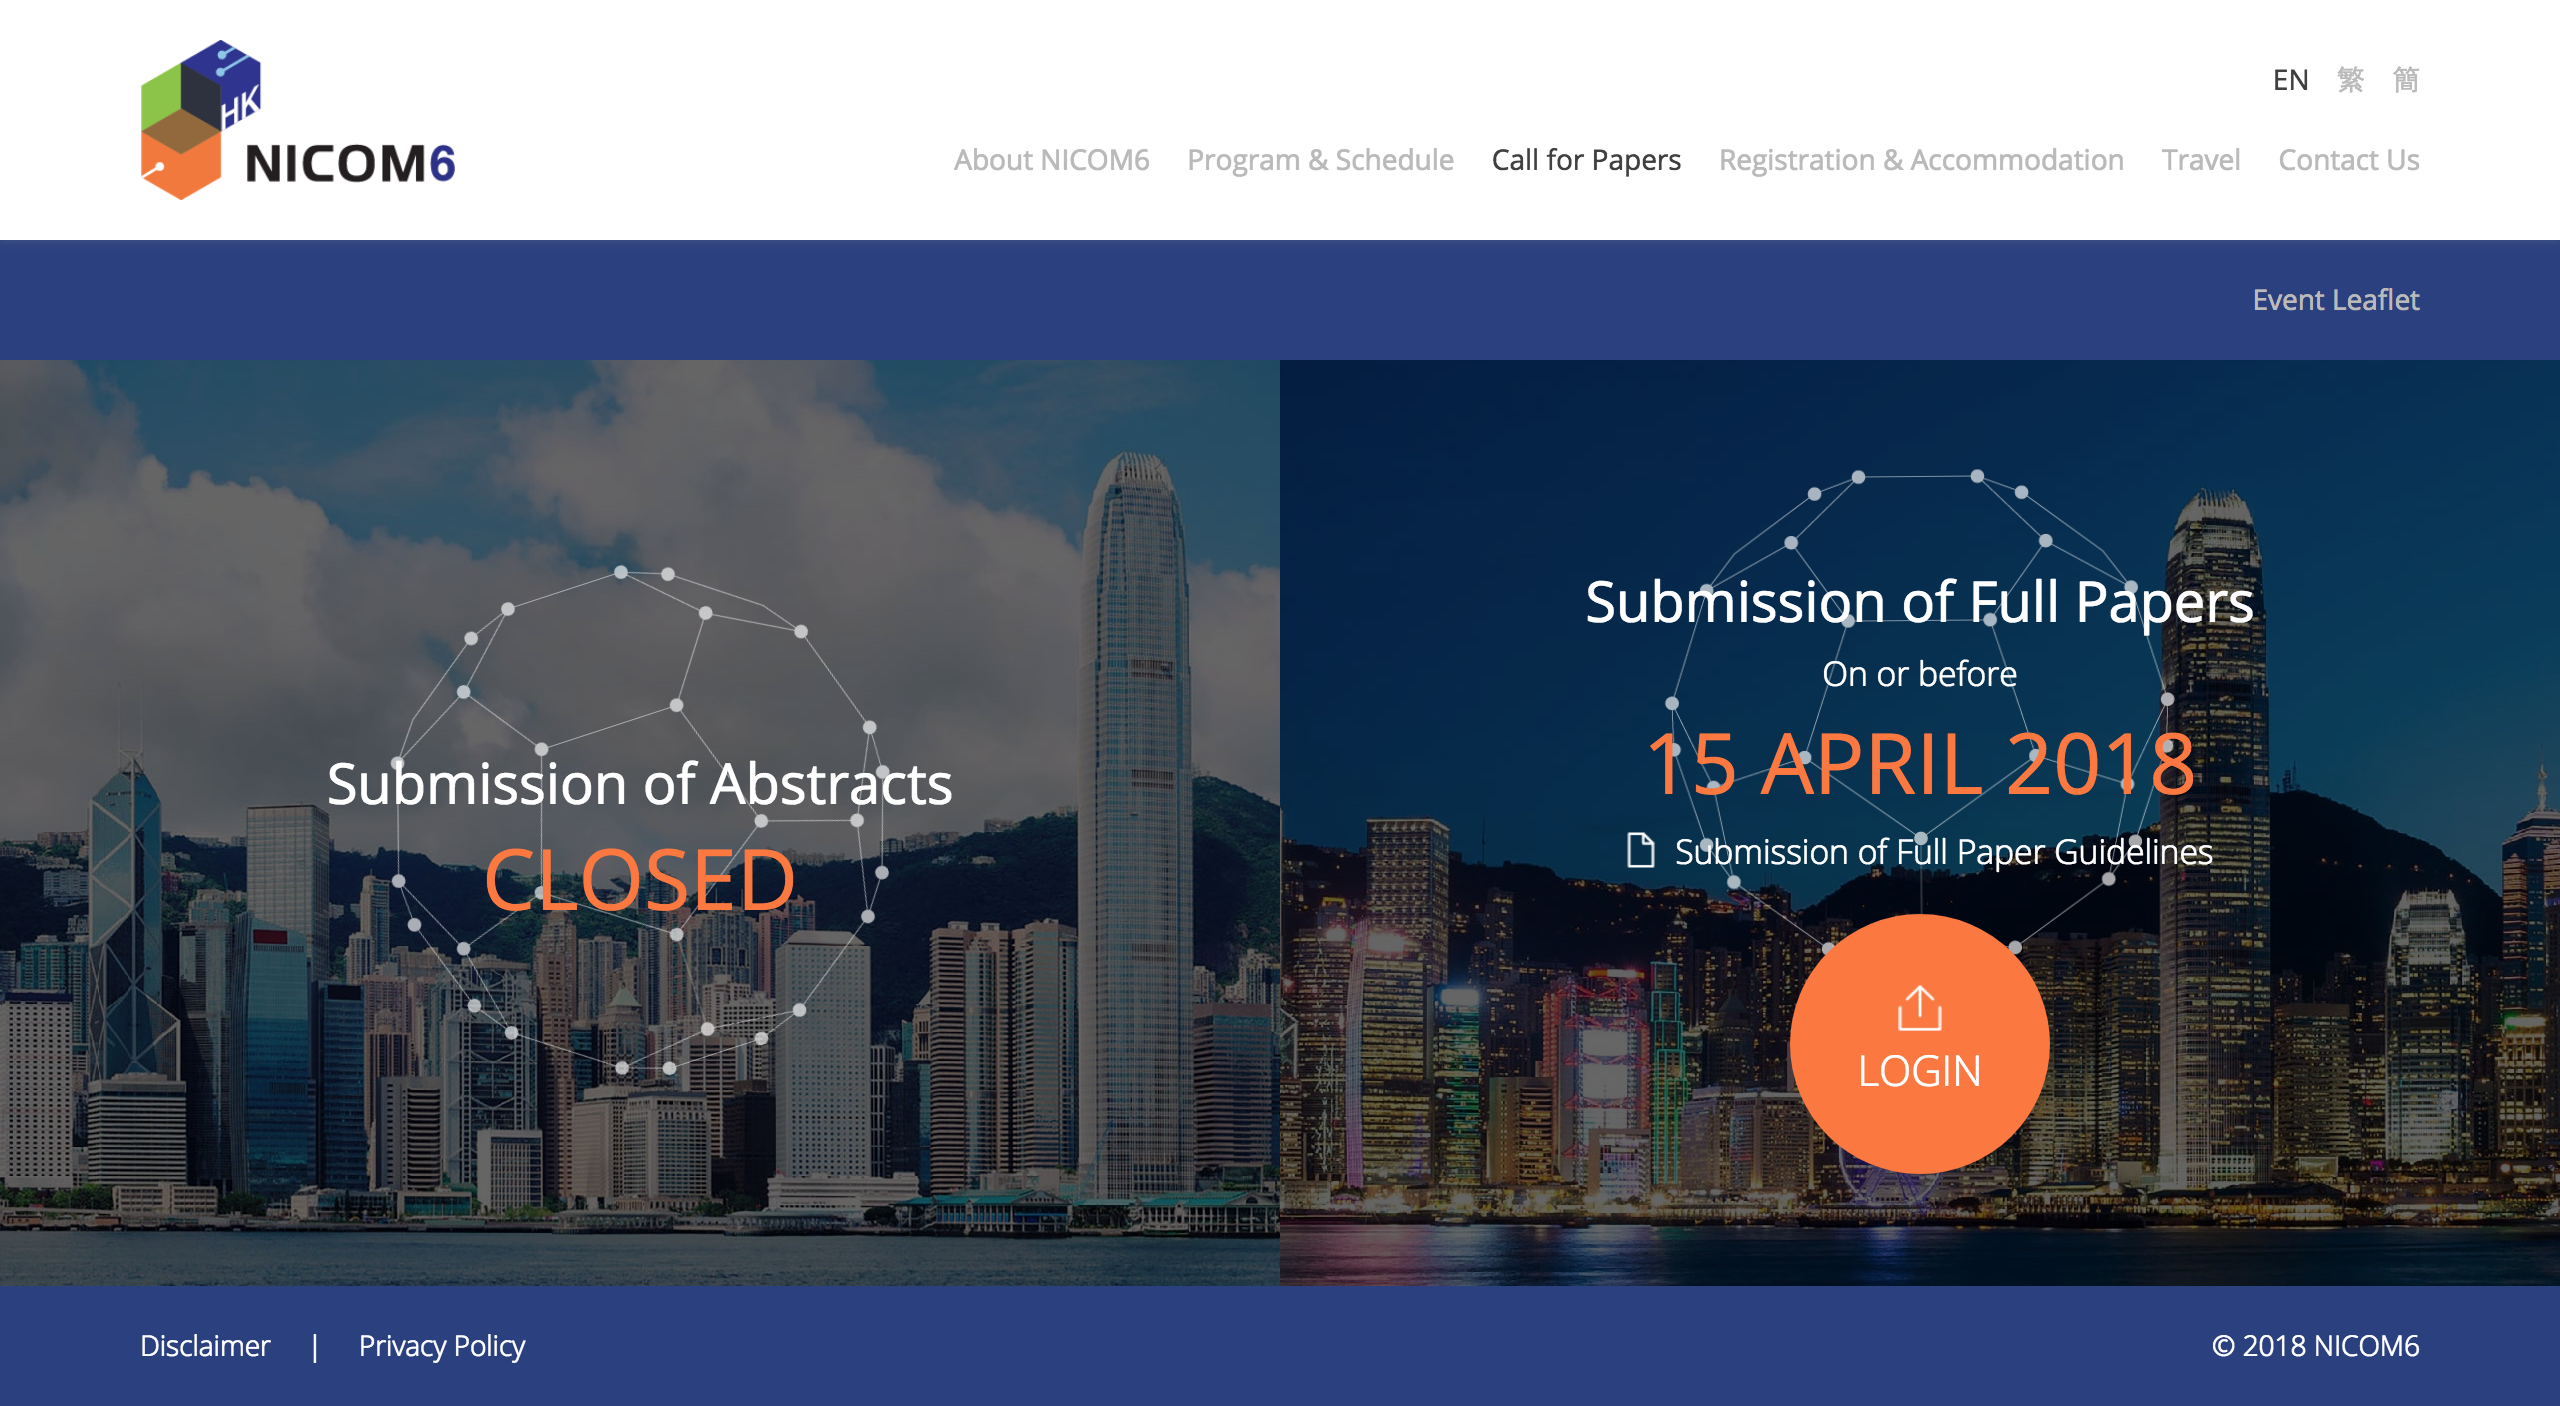 HK
NICOM6
EN 繁 簡
About NICOM6 Program & Schedule Call for Papers Registration & Accommodation Travel Contact Us
Event Leaflet
Submission of Abstracts
CLOSED
Submission of Full Papers
On or before
15 APRIL 2018
Submission of Full Paper Guidelines
LOGIN
Disclaimer | Privacy Policy
© 2018 NICOM6